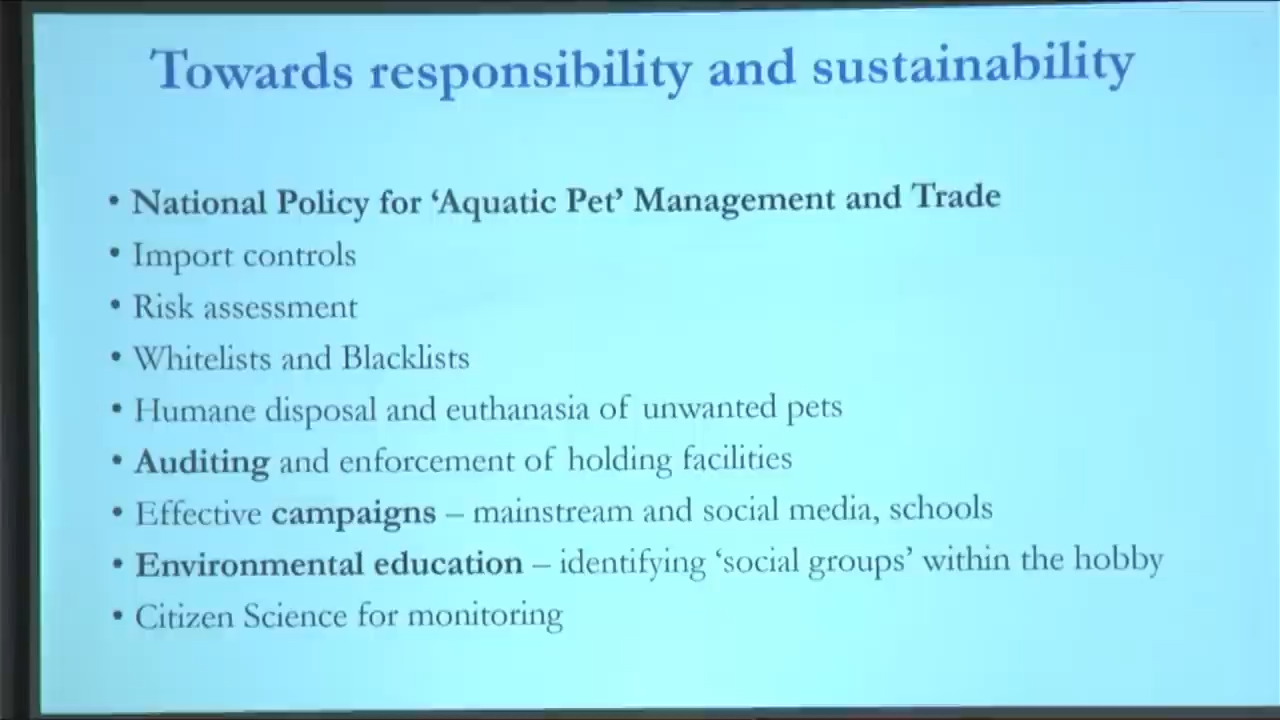 Towards responsibility and sustainability
• National Policy for ‘Aquatic Pet’ Management and Trade
• Import controls
• Risk assessment
• Whitelists and Blacklists
• Humane disposal and euthanasia of unwanted pets
• Auditing and enforcement of holding facilities
• Effective campaigns – mainstream and social media, schools
• Environmental education – identifying ‘social groups’ within the hobby
• Citizen Science for monitoring